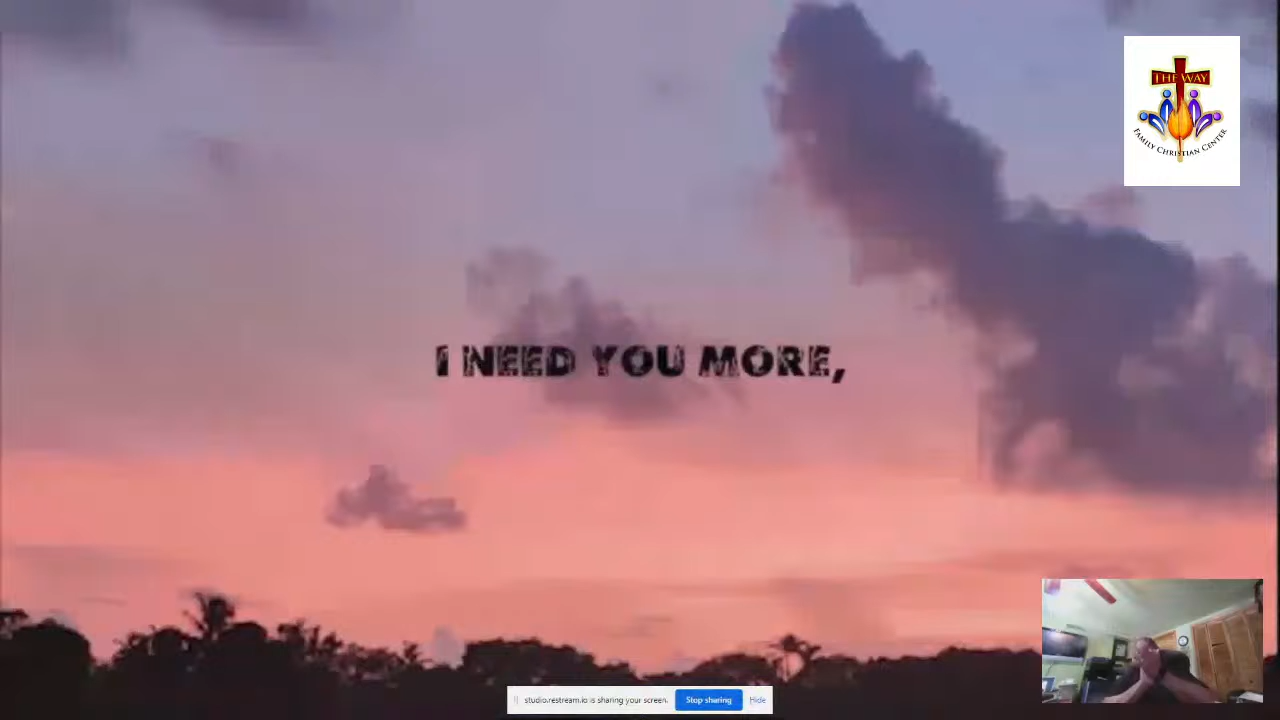 THE WAY
FAMILY CHRISTIAN CENTER
I NEED YOU MORE,
studio.restream.io is sharing your screen.
Stop sharing
Hide